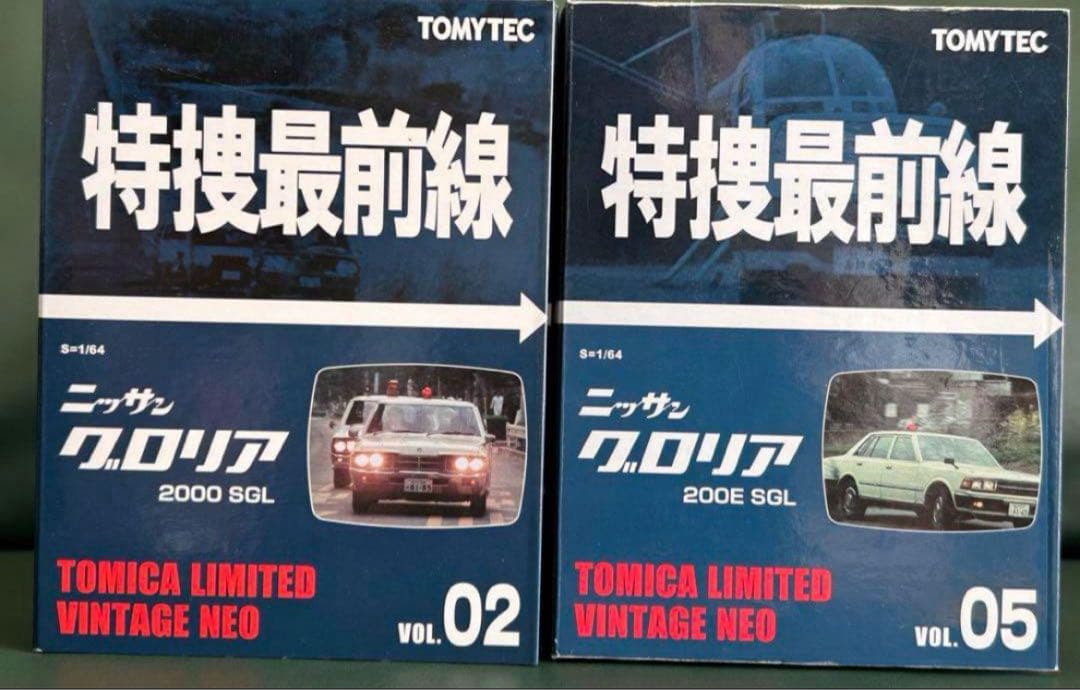 TOMYTEC
特捜最前線
S=1/64
ニッサン
グロリア
2000 SGL
TOMICA LIMITED
VINTAGE NEO
VOL.02
TOMYTEC
特捜最前線
S=1/64
ニッサン
グロリア
200E SGL
TOMICA LIMITED
VINTAGE NEO
VOL.05